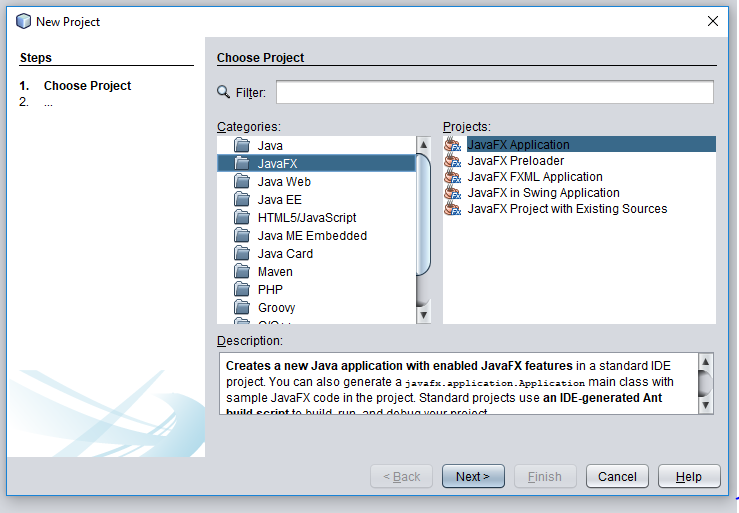 New Project
Steps
1. Choose Project
2. ...
Choose Project
Filter:
Categories:
Java
JavaFX
Java Web
Java EE
HTML5/JavaScript
Java ME Embedded
Java Card
Maven
PHP
Groovy
Projects:
JavaFX Application
JavaFX Preloader
JavaFX FXML Application
JavaFX in Swing Application
JavaFX Project with Existing Sources
Description:
Creates a new Java application with enabled JavaFX features in a standard IDE
project. You can also generate a javafx.application.Application main class with
sample JavaFX code in the project. Standard projects use an IDE-generated Ant
build script to build, run, and debug your project.
< Back
Next >
Finish
Cancel
Help